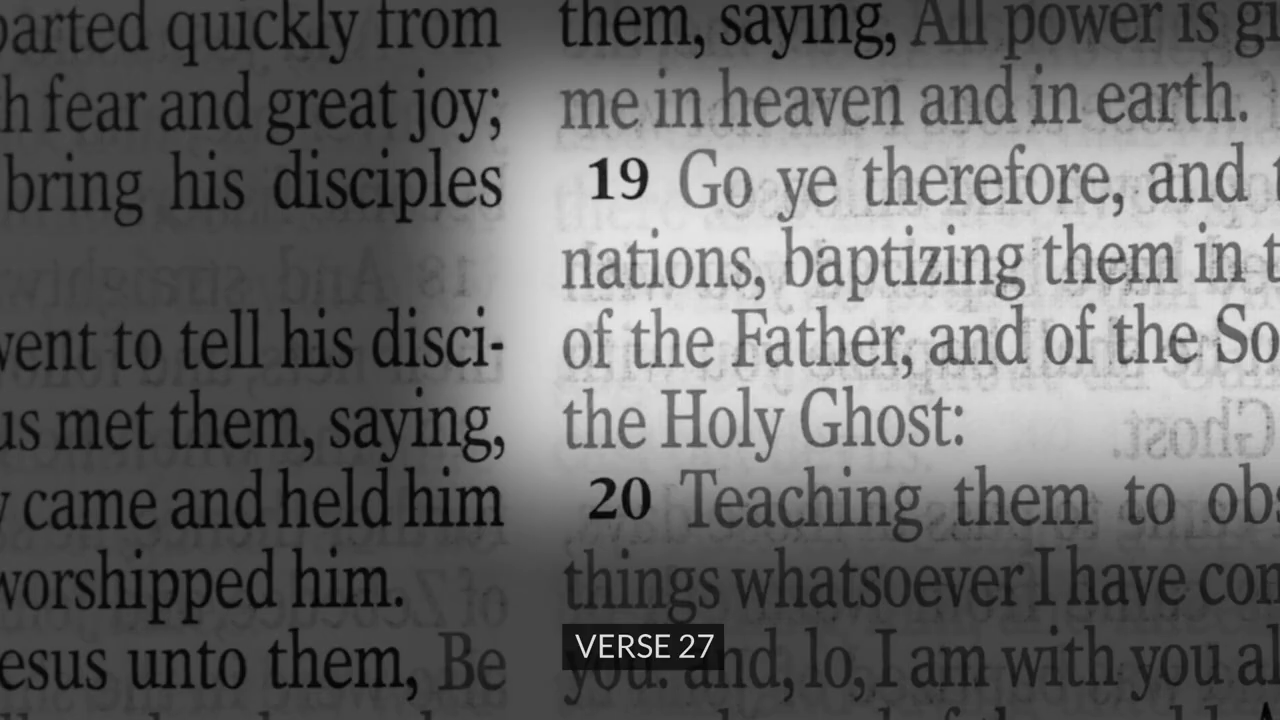 parted quickly from
h fear and great joy;
bring his disciples
went to tell his disci-
us met them, saying,
came and held him
worshipped him.
esus unto them, Be
them, saying, All power is gi
me in heaven and in earth.
19 Go ye therefore, and t
nations, baptizing them in t
of the Father, and of the So
the Holy Ghost:
20 Teaching them to obs
things whatsoever I have com
you: and, lo, I am with you al
VERSE 27